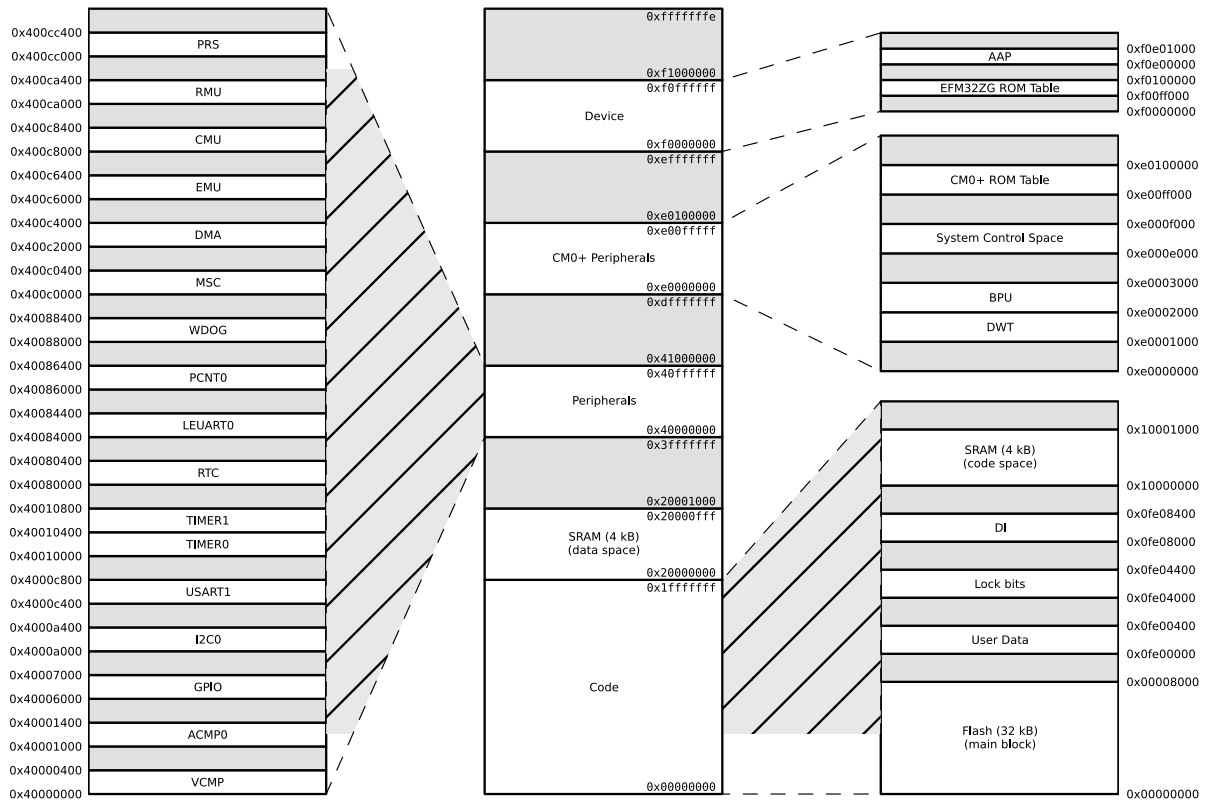 0x400cc400
PRS
0x400cc000
0x400ca400
RMU
0x400ca000
0x400c8400
CMU
0x400c8000
0x400c6400
EMU
0x400c6000
0x400c4000
DMA
0x400c2000
0x400c0400
MSC
0x400c0000
0x40088400
WDOG
0x40088000
0x40086400
PCNT0
0x40086000
0x40084400
LEUART0
0x40084000
0x40080400
RTC
0x40080000
0x40010800
TIMER1
0x40010400
TIMER0
0x40010000
0x4000c800
USART1
0x4000c400
0x4000a400
I2C0
0x4000a000
0x40007000
GPIO
0x40006000
0x40001400
ACMP0
0x40001000
0x40000400
VCMP
0x40000000
0xfffffffe
0xf1000000
0xf0ffffff
Device
0xf0000000
0xefffffff
0xe0100000
0xe00fffff
CM0+ Peripherals
0xe0000000
0xdfffffff
0x41000000
0x40ffffff
Peripherals
0x40000000
0x3fffffff
0x20001000
0x20000fff
SRAM (4 kB)
(data space)
0x20000000
0x1fffffff
Code
0x00000000
0xf0e01000
AAP
0xf0e00000
0xf0100000
EFM32ZG ROM Table
0xf00ff000
0xf0000000
0xe0100000
CM0+ ROM Table
0xe00ff000
0xe000f000
System Control Space
0xe000e000
0xe0003000
BPU
0xe0002000
DWT
0xe0001000
0xe0000000
0x10001000
SRAM (4 kB)
(code space)
0x10000000
0x0fe08400
DI
0x0fe08000
0x0fe04400
Lock bits
0x0fe04000
0x0fe00400
User Data
0x0fe00000
0x00008000
Flash (32 kB)
(main block)
0x00000000